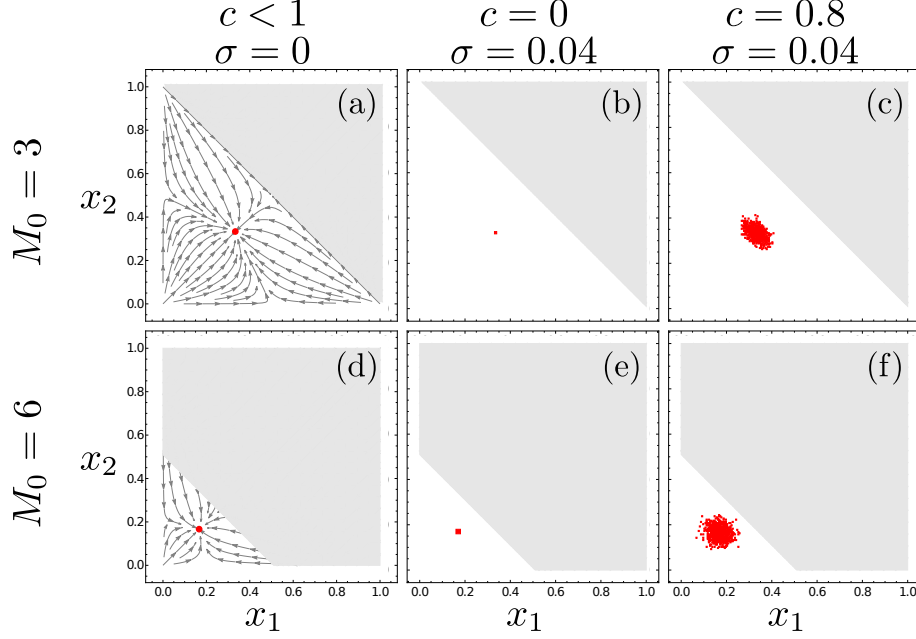 c < 1
σ = 0
c = 0
σ = 0.04
c = 0.8
σ = 0.04
M₀ = 3
x₂
1.0
0.8
0.6
0.4
0.2
0.0
(a)
(b)
(c)
M₀ = 6
x₂
1.0
0.8
0.6
0.4
0.2
0.0
(d)
(e)
(f)
0.0 0.2 0.4 0.6 0.8 1.0
0.0 0.2 0.4 0.6 0.8 1.0
0.0 0.2 0.4 0.6 0.8 1.0
x₁
x₁